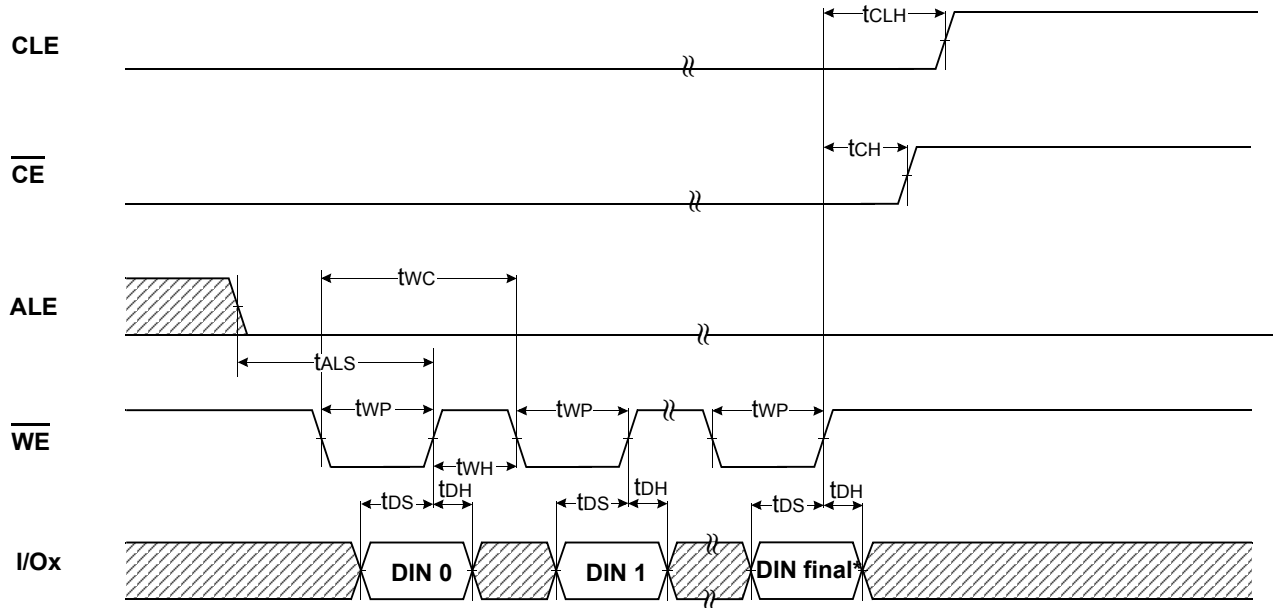 tCLH
CLE
tCH
CE
tWC
ALE
tALS
tWP tWP tWP
WE
tWH
tDS tDH tDS tDH tDS tDH
I/Ox DIN 0 DIN 1 DIN final*